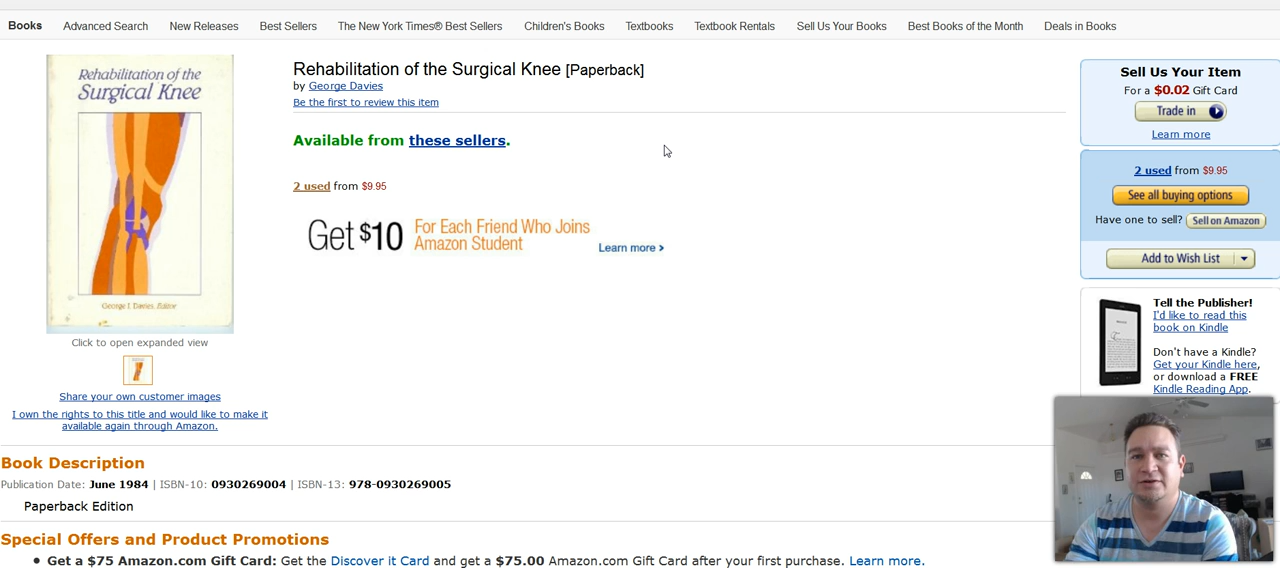 Books Advanced Search New Releases Best Sellers The New York Times® Best Sellers Children's Books Textbooks Textbook Rentals Sell Us Your Books Best Books of the Month Deals in Books
Rehabilitation of the
Surgical Knee
George J. Davies, Editor
Click to open expanded view
Share your own customer images
I own the rights to this title and would like to make it
available again through Amazon.
Rehabilitation of the Surgical Knee [Paperback]
by George Davies
Be the first to review this item
Available from these sellers.
2 used from $9.95
Get $10 For Each Friend Who Joins
Amazon Student
Learn more ›
Sell Us Your Item
For a $0.02 Gift Card
Trade in
Learn more
2 used from $9.95
See all buying options
Have one to sell? Sell on Amazon
Add to Wish List
Tell the Publisher!
I'd like to read this
book on Kindle
Don't have a Kindle?
Get your Kindle here,
or download a FREE
Kindle Reading App.
Book Description
Publication Date: June 1984 | ISBN-10: 0930269004 | ISBN-13: 978-0930269005
Paperback Edition
Special Offers and Product Promotions
• Get a $75 Amazon.com Gift Card: Get the Discover it Card and get a $75.00 Amazon.com Gift Card after your first purchase. Learn more.